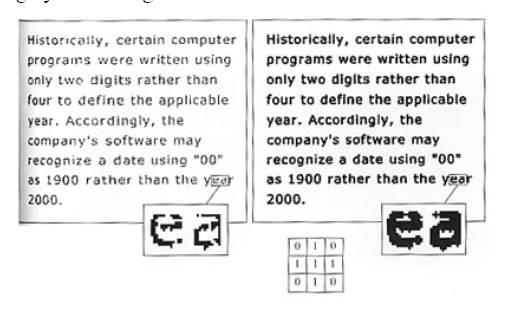 Historically, certain computer
programs were written using
only two digits rather than
four to define the applicable
year. Accordingly, the
company's software may
recognize a date using "00"
as 1900 rather than the year
2000.
e a
Historically, certain computer
programs were written using
only two digits rather than
four to define the applicable
year. Accordingly, the
company's software may
recognize a date using "00"
as 1900 rather than the year
2000.
e a
0 1 0
1 1 1
0 1 0